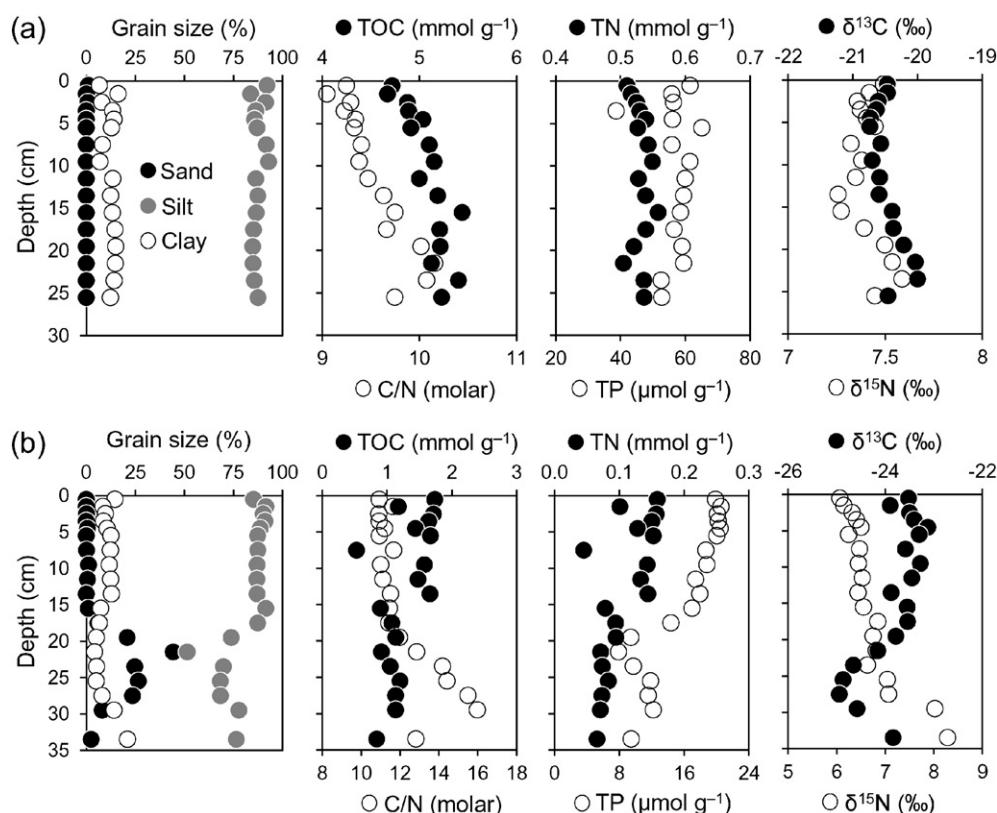 (a)
Grain size (%)
0 25 50 75 100
TOC (mmol g⁻¹)
4 5 6
TN (mmol g⁻¹)
0.4 0.5 0.6 0.7
δ¹³C (‰)
-22 -21 -20 -19
Depth (cm)
0
5
10
15
20
25
30
Sand
Silt
Clay
9 10 11
C/N (molar)
20 40 60 80
TP (μmol g⁻¹)
7 7.5 8
δ¹⁵N (‰)
(b)
Grain size (%)
0 25 50 75 100
TOC (mmol g⁻¹)
0 1 2 3
TN (mmol g⁻¹)
0 0.1 0.2 0.3
δ¹³C (‰)
-26 -24 -22
Depth (cm)
0
5
10
15
20
25
30
35
8 10 12 14 16 18
C/N (molar)
0 8 16 24
TP (μmol g⁻¹)
5 6 7 8 9
δ¹⁵N (‰)